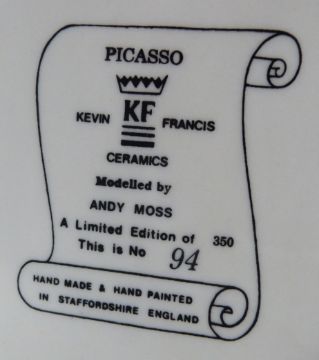 PICASSO
KEVIN KF FRANCIS
CERAMICS
Modelled by
ANDY MOSS
A Limited Edition of 350
This is No 94
HAND MADE & HAND PAINTED
IN STAFFORDSHIRE ENGLAND